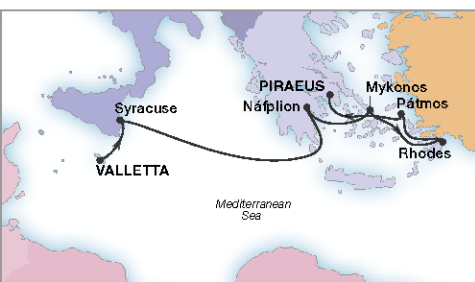 PIRAEUS
Mykonos
Náfplion
Pátmos
Syracuse
Rhodes
VALLETTA
Mediterranean
Sea